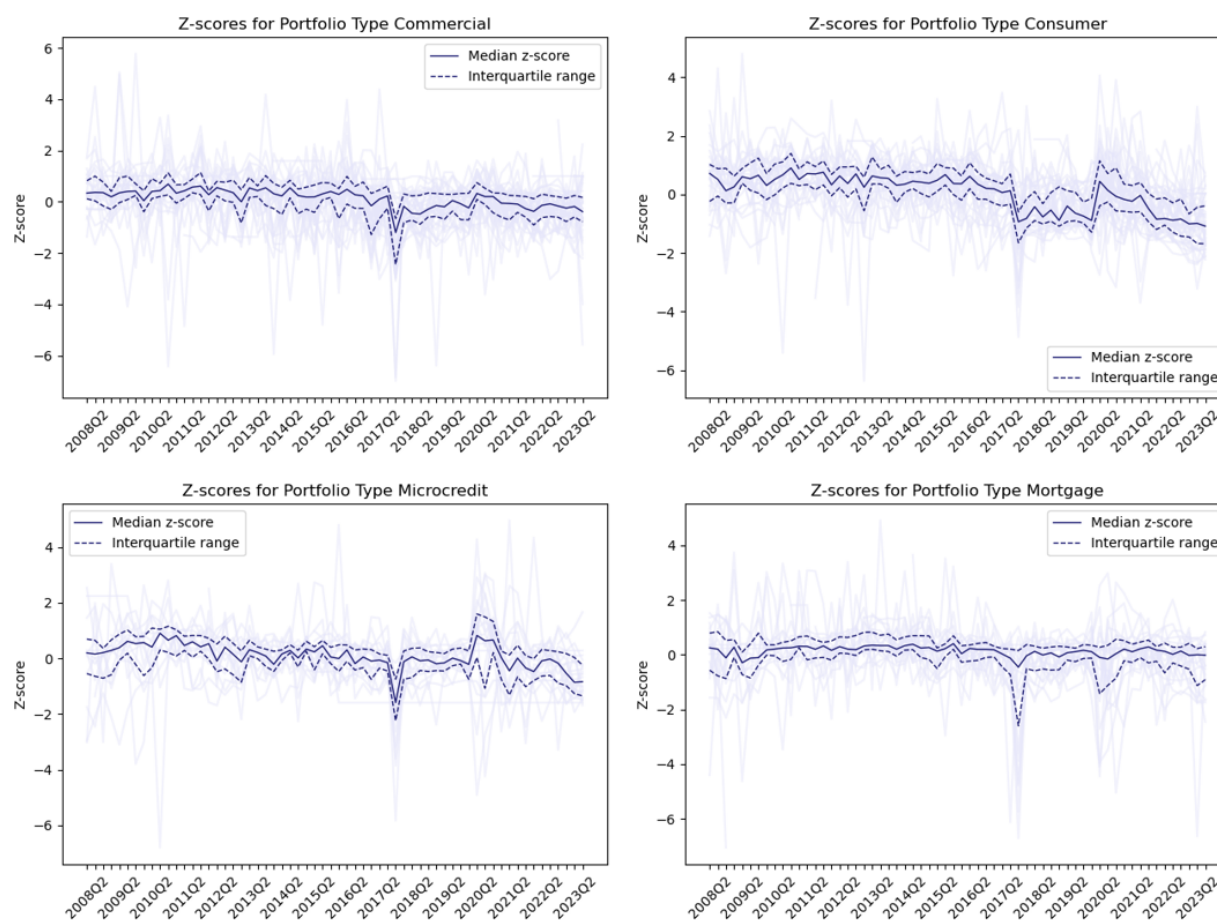 Z-scores for Portfolio Type Commercial
6
4
2
0
−2
−4
−6
Z-score
Median z-score
Interquartile range
2008Q2
2009Q2
2010Q2
2011Q2
2012Q2
2013Q2
2014Q2
2015Q2
2016Q2
2017Q2
2018Q2
2019Q2
2020Q2
2021Q2
2022Q2
2023Q2
Z-scores for Portfolio Type Consumer
4
2
0
−2
−4
−6
Z-score
Median z-score
Interquartile range
2008Q2
2009Q2
2010Q2
2011Q2
2012Q2
2013Q2
2014Q2
2015Q2
2016Q2
2017Q2
2018Q2
2019Q2
2020Q2
2021Q2
2022Q2
2023Q2
Z-scores for Portfolio Type Microcredit
Median z-score
Interquartile range
4
2
0
−2
−4
−6
Z-score
2008Q2
2009Q2
2010Q2
2011Q2
2012Q2
2013Q2
2014Q2
2015Q2
2016Q2
2017Q2
2018Q2
2019Q2
2020Q2
2021Q2
2022Q2
2023Q2
Z-scores for Portfolio Type Mortgage
Median z-score
Interquartile range
4
2
0
−2
−4
−6
Z-score
2008Q2
2009Q2
2010Q2
2011Q2
2012Q2
2013Q2
2014Q2
2015Q2
2016Q2
2017Q2
2018Q2
2019Q2
2020Q2
2021Q2
2022Q2
2023Q2